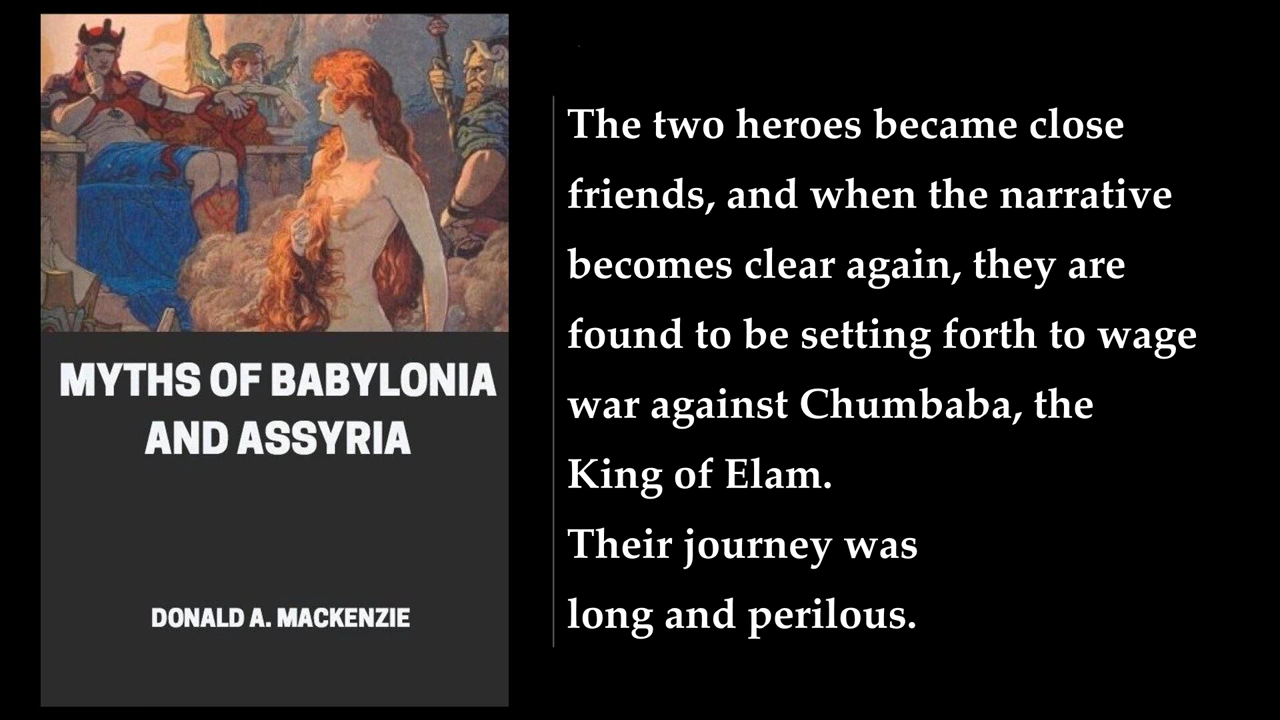 MYTHS OF BABYLONIA
AND ASSYRIA
DONALD A. MACKENZIE
The two heroes became close
friends, and when the narrative
becomes clear again, they are
found to be setting forth to wage
war against Chumbaba, the
King of Elam.
Their journey was
long and perilous.